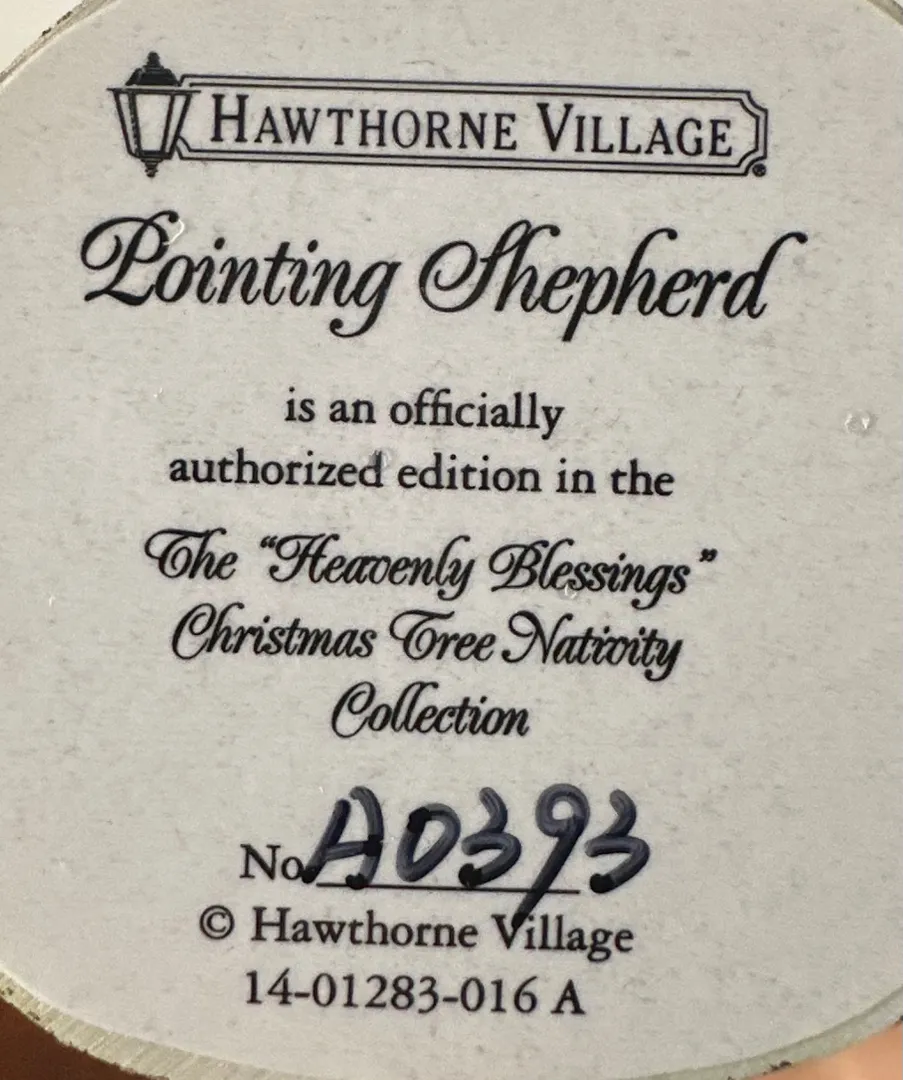 HAWTHORNE VILLAGE®
Pointing Shepherd
is an officially
authorized edition in the
The “Heavenly Blessings”
Christmas Tree Nativity
Collection
No. A0393
© Hawthorne Village
14-01283-016 A